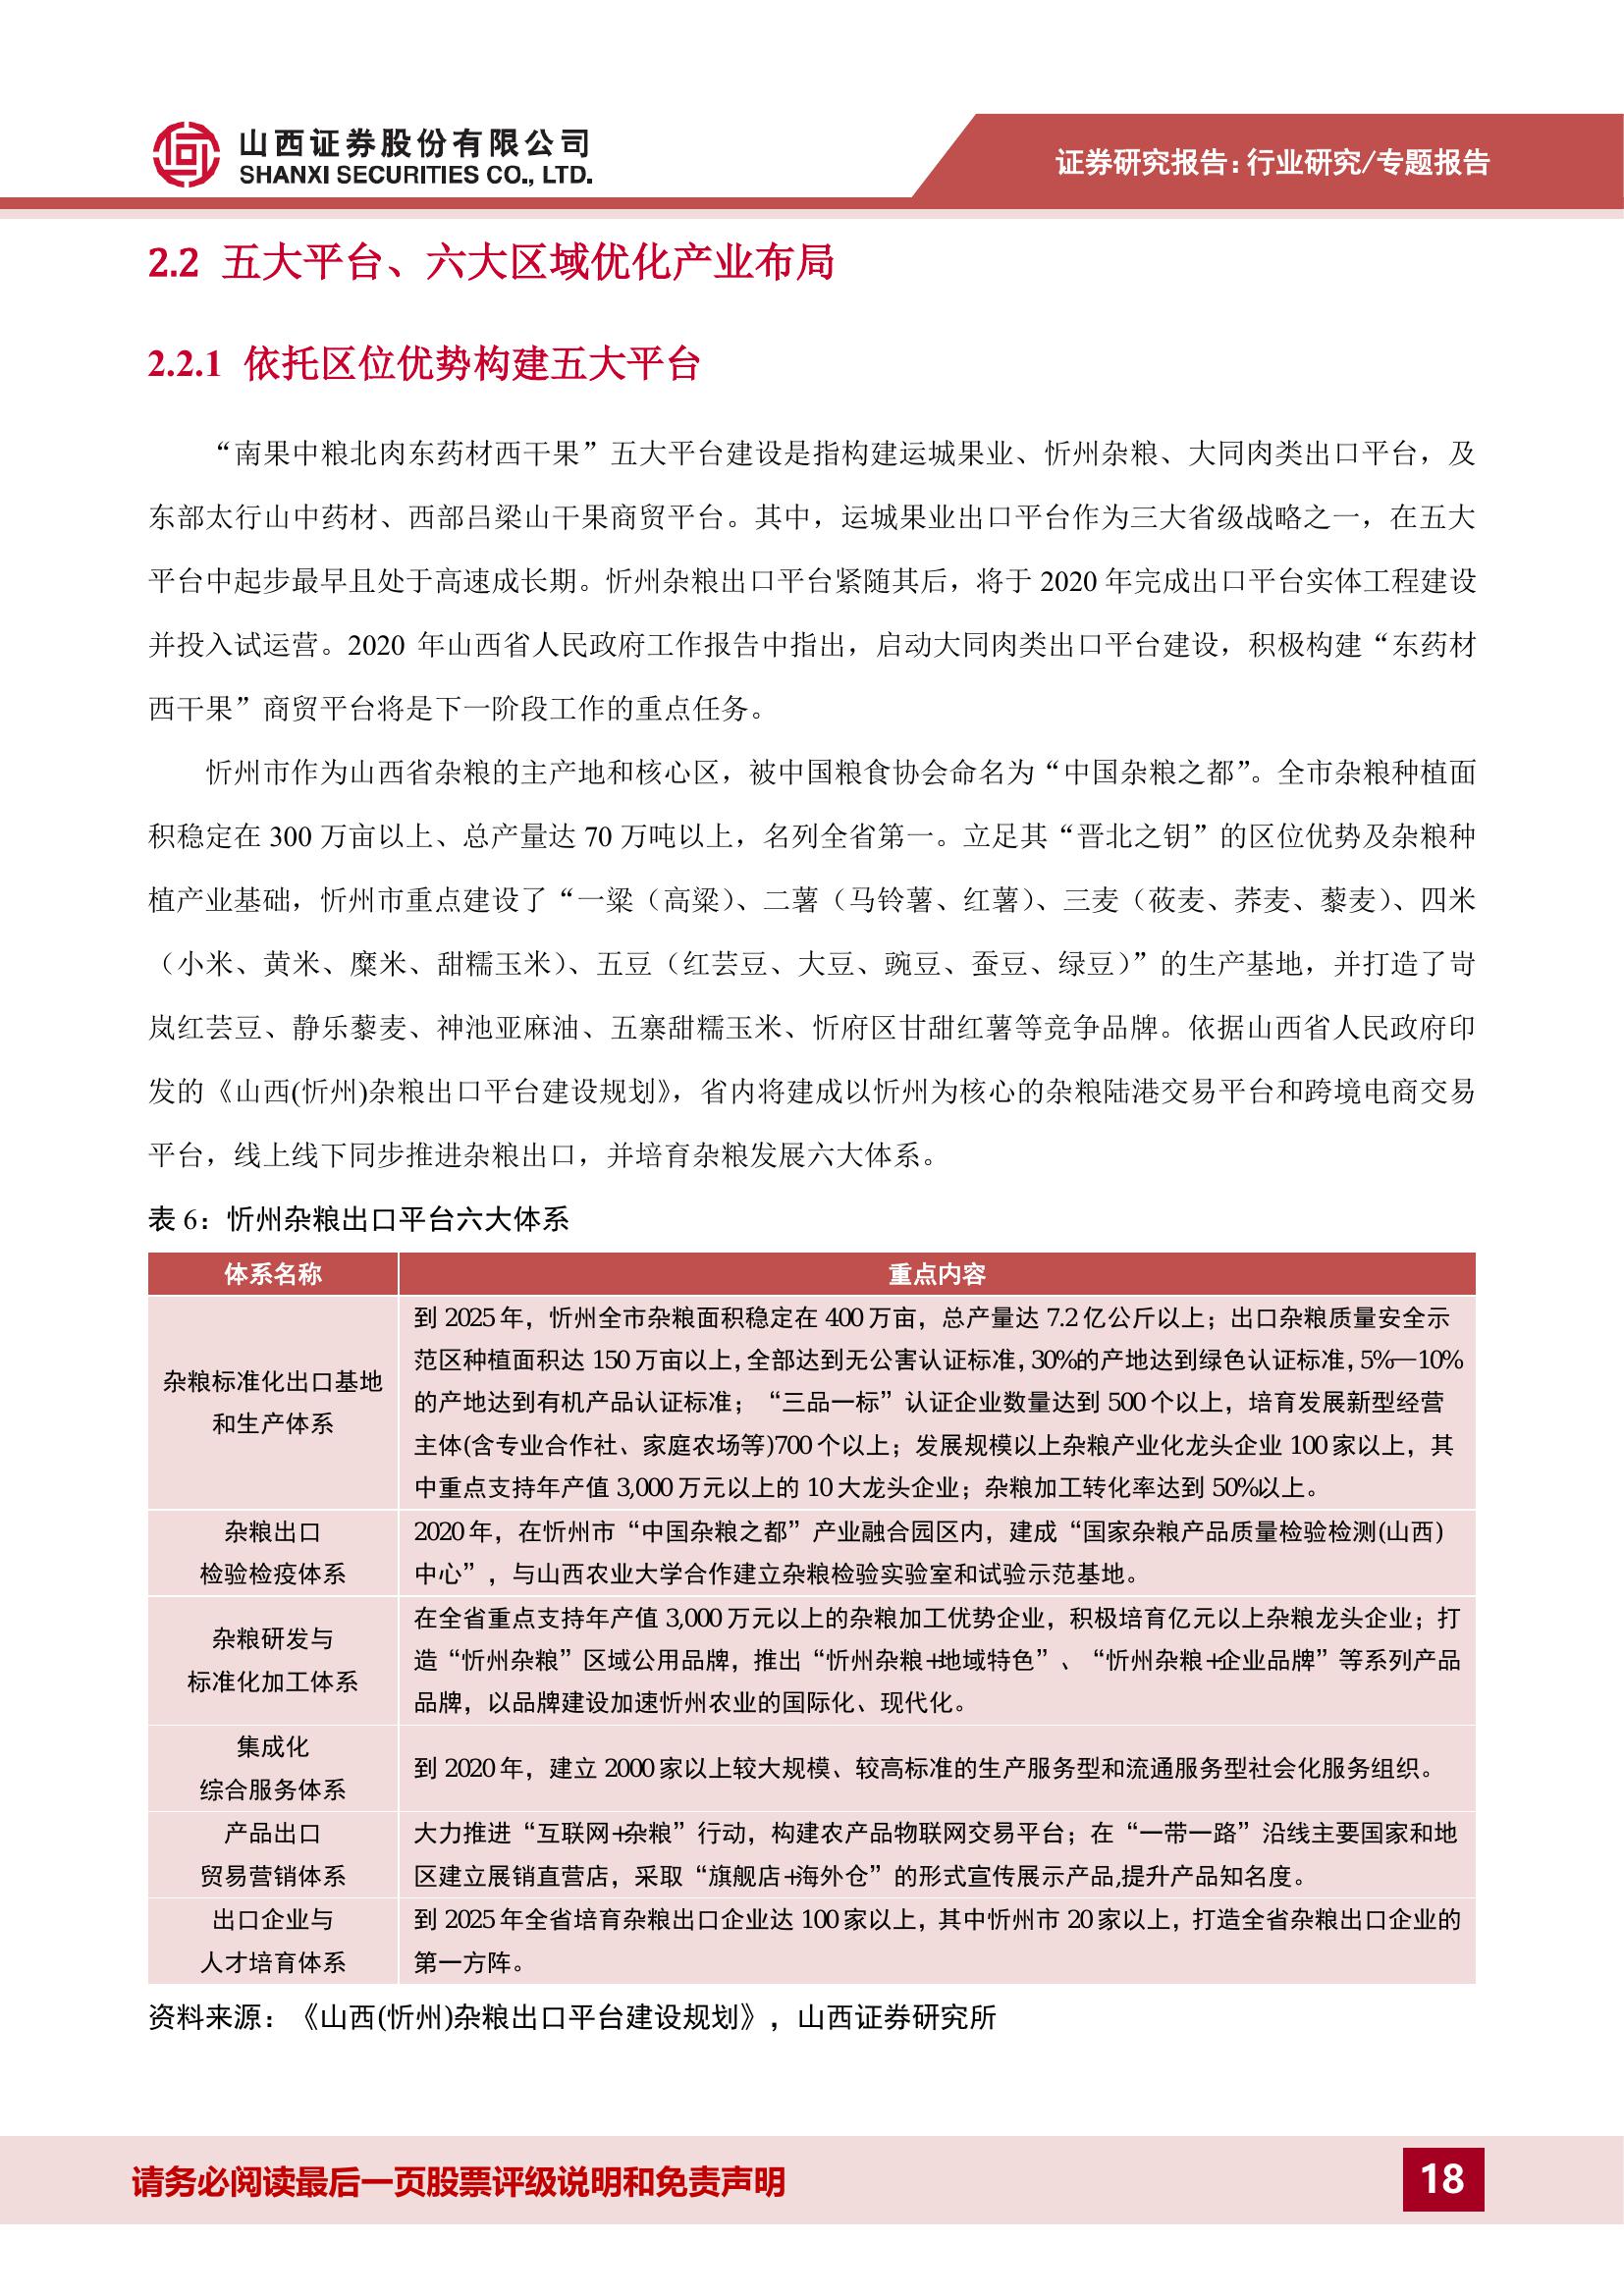 山西证券股份有限公司
SHANXI SECURITIES CO., LTD.
证券研究报告：行业研究/专题报告
2.2 五大平台、六大区域优化产业布局
2.2.1 依托区位优势构建五大平台
“南果中粮北肉东药材西干果”五大平台建设是指构建运城果业、忻州杂粮、大同肉类出口平台，及
东部太行山中药材、西部吕梁山干果商贸平台。其中，运城果业出口平台作为三大省级战略之一，在五大
平台中起步最早且处于高速成长期。忻州杂粮出口平台紧随其后，将于 2020 年完成出口平台实体工程建设
并投入试运营。2020 年山西省人民政府工作报告中指出，启动大同肉类出口平台建设，积极构建“东药材
西干果”商贸平台将是下一阶段工作的重点任务。
忻州市作为山西省杂粮的主产地和核心区，被中国粮食协会命名为“中国杂粮之都”。全市杂粮种植面
积稳定在 300 万亩以上、总产量达 70 万吨以上，名列全省第一。立足其“晋北之钥”的区位优势及杂粮种
植产业基础，忻州市重点建设了“一粱（高粱）、二薯（马铃薯、红薯）、三麦（莜麦、荞麦、藜麦）、四米
（小米、黄米、糜米、甜糯玉米）、五豆（红芸豆、大豆、豌豆、蚕豆、绿豆）”的生产基地，并打造了岢
岚红芸豆、静乐藜麦、神池亚麻油、五寨甜糯玉米、忻府区甘甜红薯等竞争品牌。依据山西省人民政府印
发的《山西(忻州)杂粮出口平台建设规划》，省内将建成以忻州为核心的杂粮陆港交易平台和跨境电商交易
平台，线上线下同步推进杂粮出口，并培育杂粮发展六大体系。
表 6：忻州杂粮出口平台六大体系
体系名称 重点内容
杂粮标准化出口基地
和生产体系
到 2025 年，忻州全市杂粮面积稳定在 400 万亩，总产量达 7.2 亿公斤以上；出口杂粮质量安全示
范区种植面积达 150 万亩以上，全部达到无公害认证标准，30%的产地达到绿色认证标准，5%—10%
的产地达到有机产品认证标准；“三品一标”认证企业数量达到 500 个以上，培育发展新型经营
主体(含专业合作社、家庭农场等)700 个以上；发展规模以上杂粮产业化龙头企业 100 家以上，其
中重点支持年产值 3,000 万元以上的 10 大龙头企业；杂粮加工转化率达到 50%以上。
杂粮出口
检验检疫体系
2020 年，在忻州市“中国杂粮之都”产业融合园区内，建成“国家杂粮产品质量检验检测(山西)
中心”，与山西农业大学合作建立杂粮检验实验室和试验示范基地。
杂粮研发与
标准化加工体系
在全省重点支持年产值 3,000 万元以上的杂粮加工优势企业，积极培育亿元以上杂粮龙头企业；打
造“忻州杂粮”区域公用品牌，推出“忻州杂粮+地域特色”、“忻州杂粮+企业品牌”等系列产品
品牌，以品牌建设加速忻州农业的国际化、现代化。
集成化
综合服务体系
到 2020 年，建立 2000 家以上较大规模、较高标准的生产服务型和流通服务型社会化服务组织。
产品出口
贸易营销体系
大力推进“互联网+杂粮”行动，构建农产品物联网交易平台；在“一带一路”沿线主要国家和地
区建立展销直营店，采取“旗舰店+海外仓”的形式宣传展示产品,提升产品知名度。
出口企业与
人才培育体系
到 2025 年全省培育杂粮出口企业达 100 家以上，其中忻州市 20 家以上，打造全省杂粮出口企业的
第一方阵。
资料来源：《山西(忻州)杂粮出口平台建设规划》，山西证券研究所
请务必阅读最后一页股票评级说明和免责声明
18